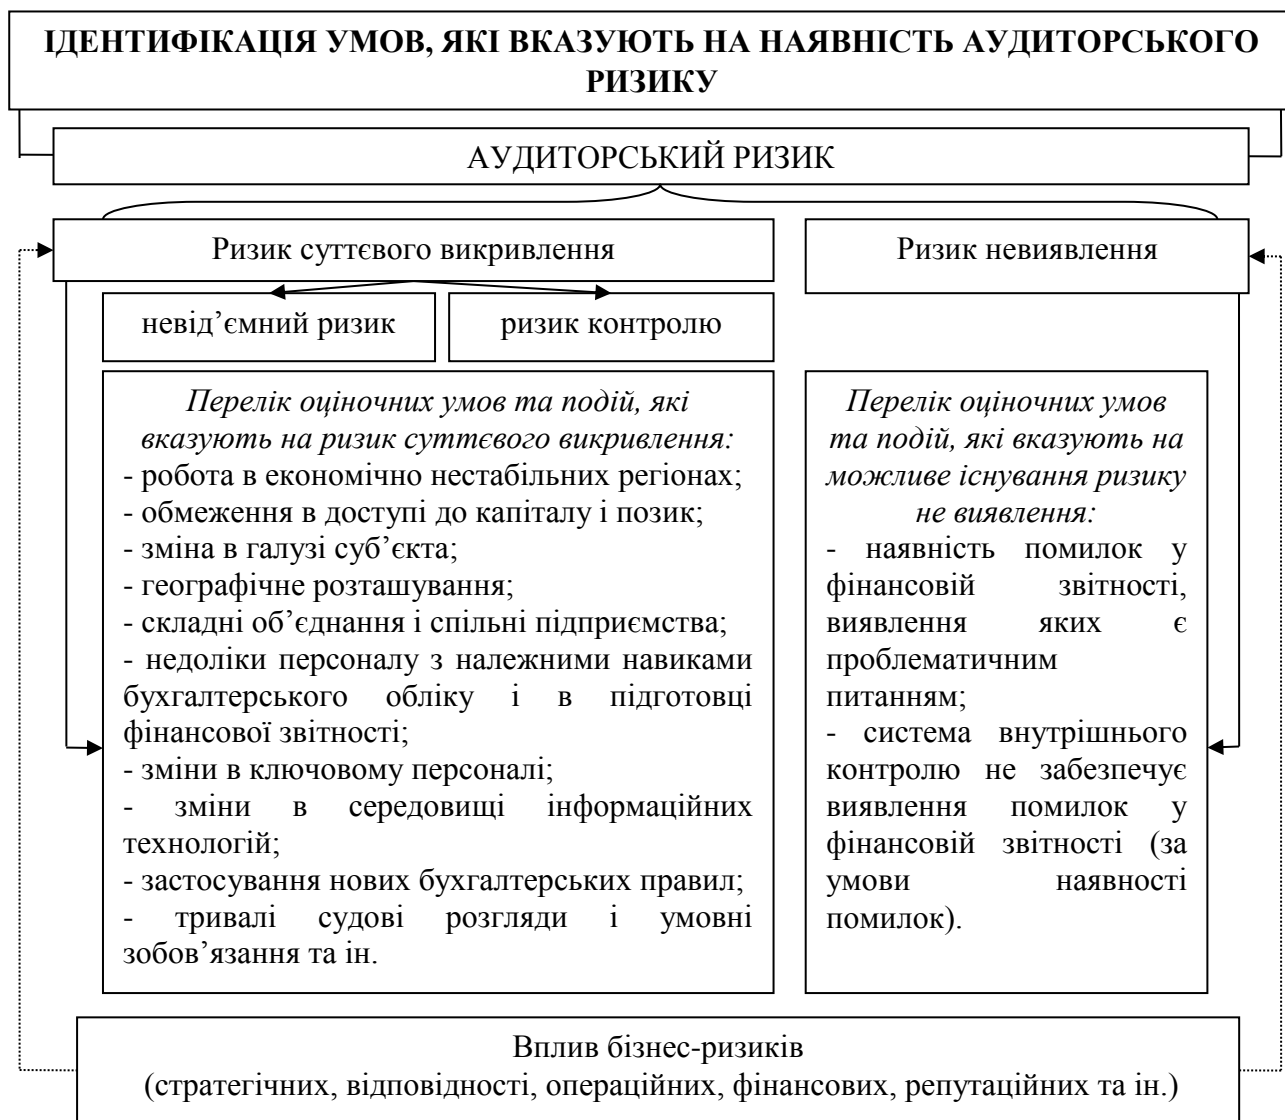 ІДЕНТИФІКАЦІЯ УМОВ, ЯКІ ВКАЗУЮТЬ НА НАЯВНІСТЬ АУДИТОРСЬКОГО
РИЗИКУ
АУДИТОРСЬКИЙ РИЗИК
Ризик суттєвого викривлення
Ризик невиявлення
невід’ємний ризик
ризик контролю
Перелік оціночних умов та подій, які
вказують на ризик суттєвого викривлення:
- робота в економічно нестабільних регіонах;
- обмеження в доступі до капіталу і позик;
- зміна в галузі суб’єкта;
- географічне розташування;
- складні об’єднання і спільні підприємства;
- недоліки персоналу з належними навиками
бухгалтерського обліку і в підготовці
фінансової звітності;
- зміни в ключовому персоналі;
- зміни в середовищі інформаційних
технологій;
- застосування нових бухгалтерських правил;
- тривалі судові розгляди і умовні
зобов’язання та ін.
Перелік оціночних умов
та подій, які вказують на
можливе існування ризику
не виявлення:
- наявність помилок у
фінансовій звітності,
виявлення яких є
проблематичним
питанням;
- система внутрішнього
контролю не забезпечує
виявлення помилок у
фінансовій звітності (за
умови наявності
помилок).
Вплив бізнес-ризиків
(стратегічних, відповідності, операційних, фінансових, репутаційних та ін.)